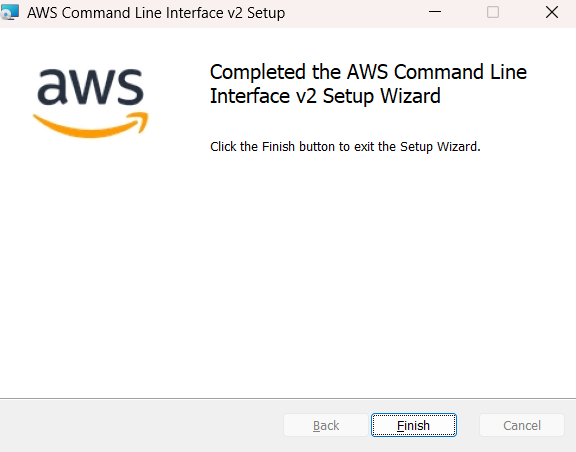 AWS Command Line Interface v2 Setup
aws
Completed the AWS Command Line
Interface v2 Setup Wizard
Click the Finish button to exit the Setup Wizard.
Back
Finish
Cancel